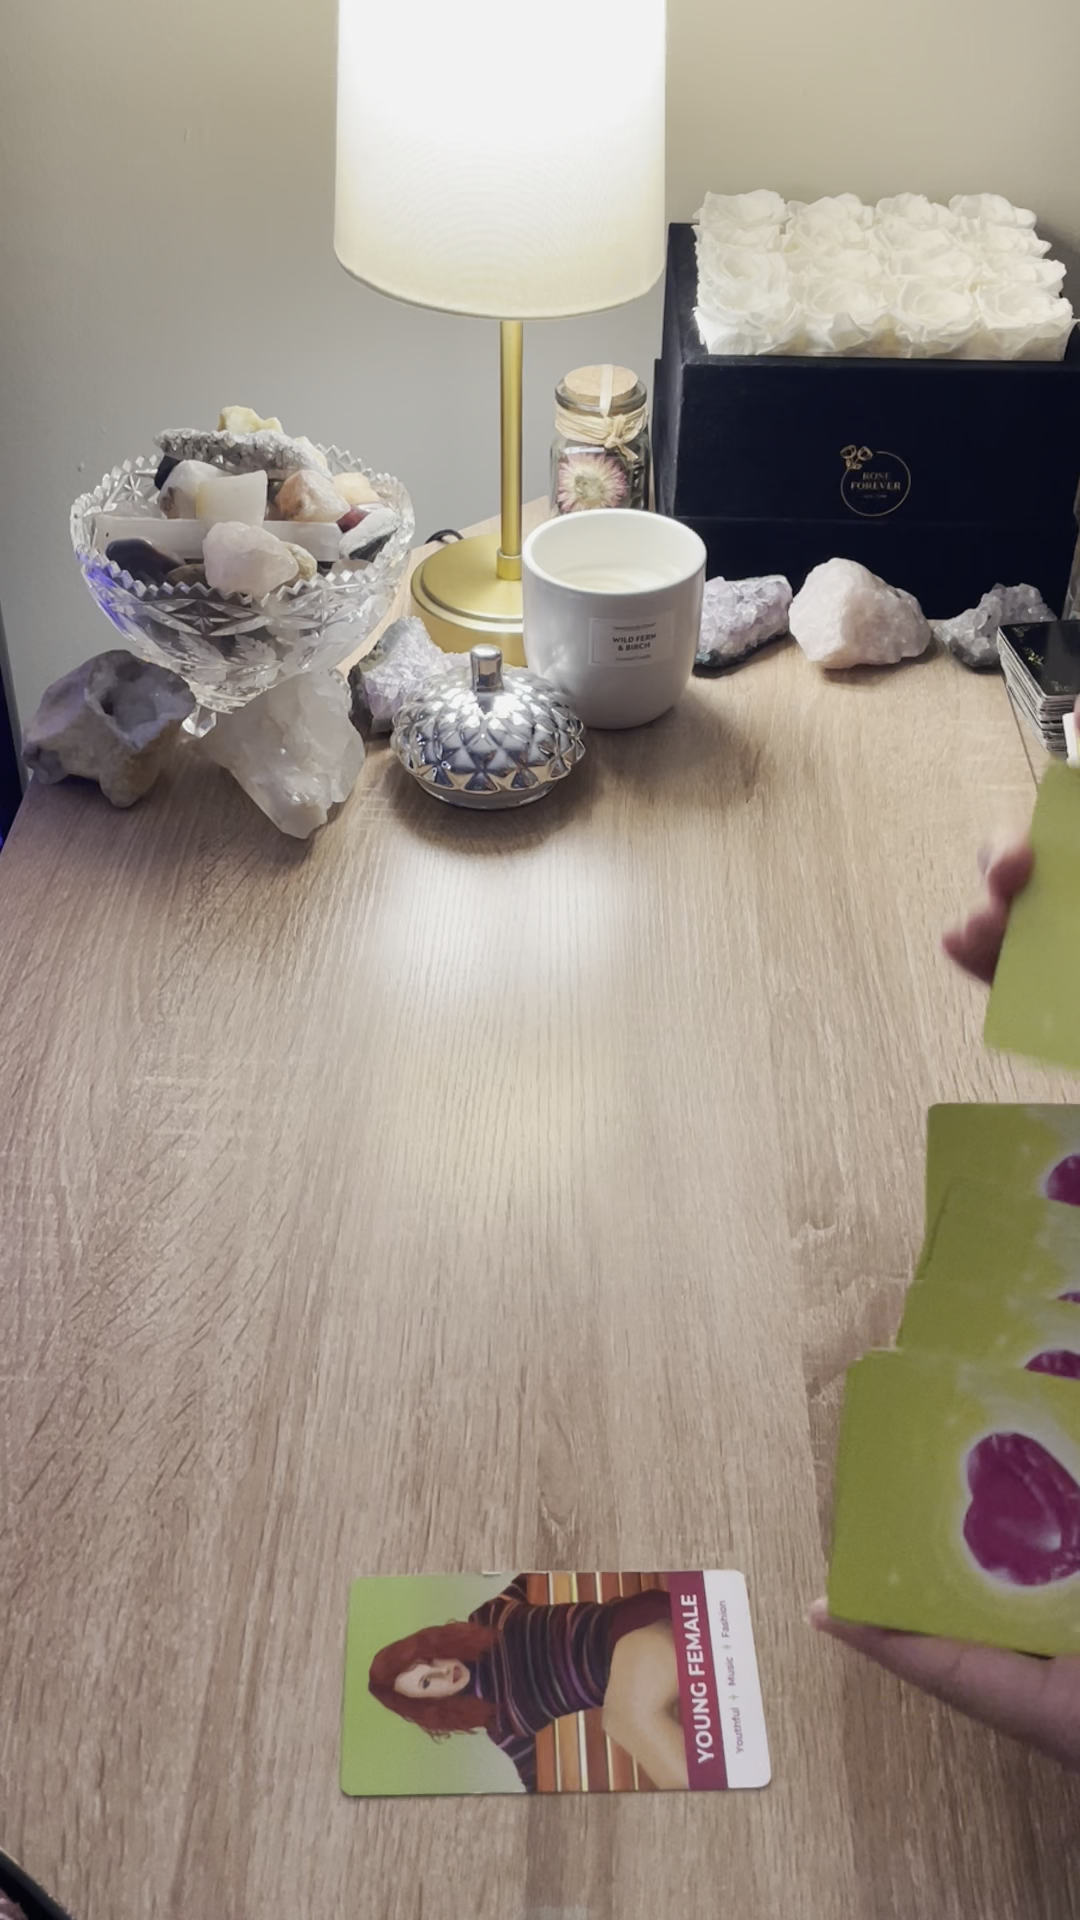 ROSE
FOREVER
WILD FERN
& BIRCH
YOUNG FEMALE
Youthful + Music + Fashion